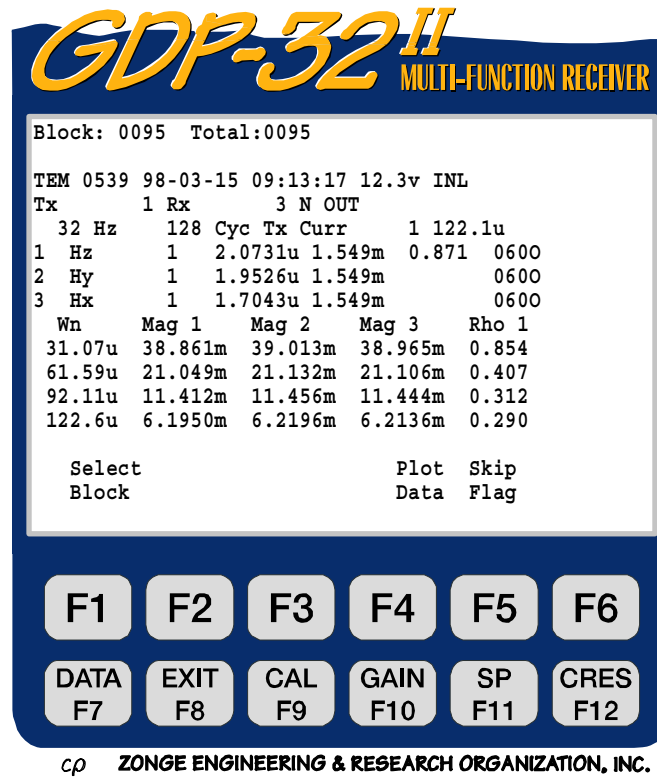 GDP-32 II
MULTI-FUNCTION RECEIVER
Block: 0095 Total:0095
TEM 0539 98-03-15 09:13:17 12.3v INL
Tx 1 Rx 3 N OUT
32 Hz 128 Cyc Tx Curr 1 122.1u
1 Hz 1 2.0731u 1.549m 0.871 060O
2 Hy 1 1.9526u 1.549m 060O
3 Hx 1 1.7043u 1.549m 060O
Wn Mag 1 Mag 2 Mag 3 Rho 1
31.07u 38.861m 39.013m 38.965m 0.854
61.59u 21.049m 21.132m 21.106m 0.407
92.11u 11.412m 11.456m 11.444m 0.312
122.6u 6.1950m 6.2196m 6.2136m 0.290
Select Plot Skip
Block Data Flag
F1 F2 F3 F4 F5 F6
DATA EXIT CAL GAIN SP CRES
F7 F8 F9 F10 F11 F12
cρ ZONGE ENGINEERING & RESEARCH ORGANIZATION, INC.